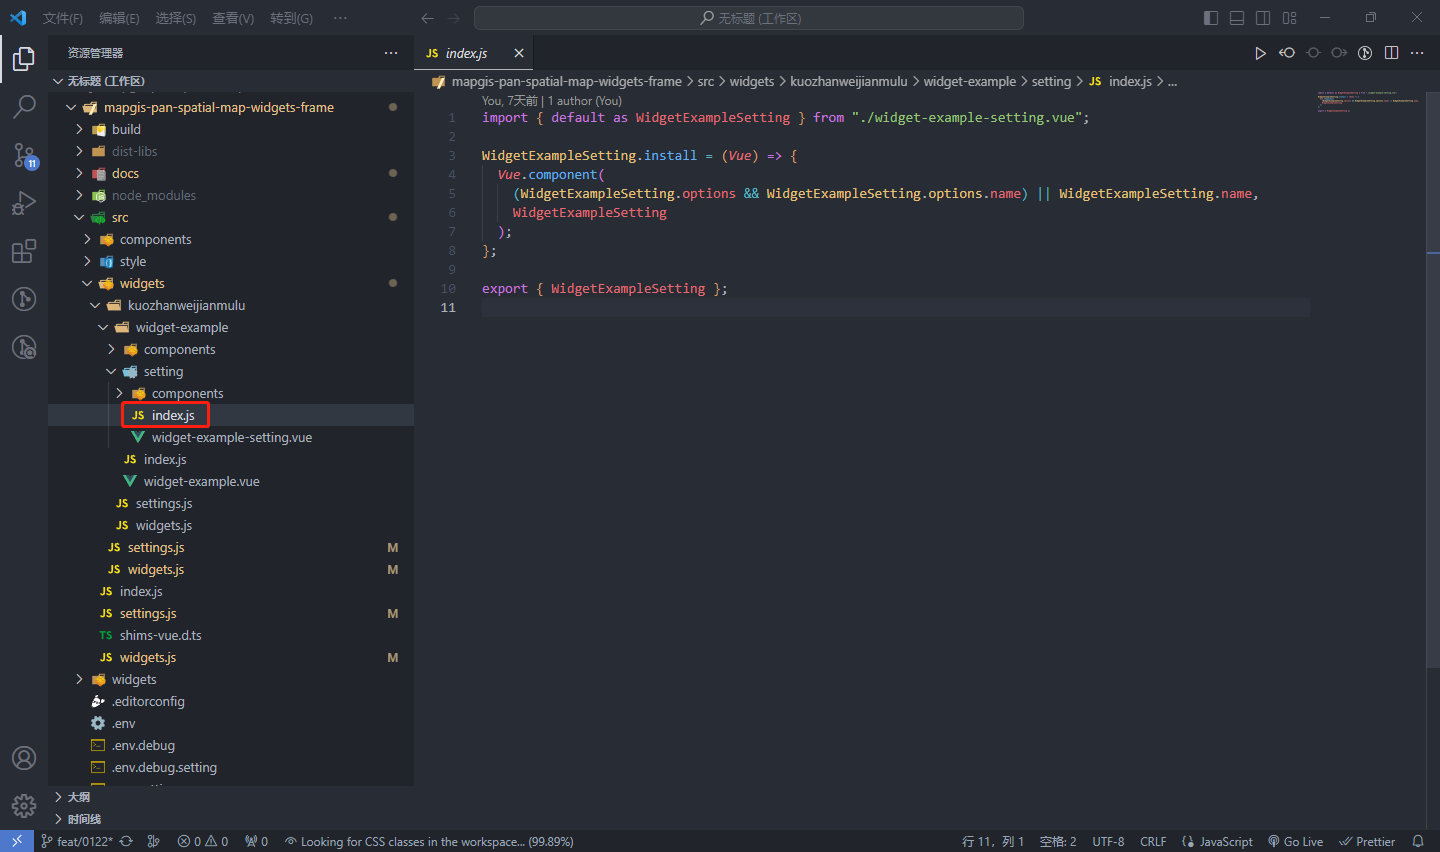 文件(F) 编辑(E) 选择(S) 查看(V) 转到(G) ··· 无标题 (工作区)
资源管理器 ···
无标题 (工作区)
mapgis-pan-spatial-map-widgets-frame
build
dist-libs
docs
node_modules
src
components
style
widgets
kuozhanweijianmulu
widget-example
components
setting
components
JS index.js
widget-example-setting.vue
JS index.js
widget-example.vue
JS settings.js
JS widgets.js
JS settings.js M
JS widgets.js M
JS index.js
JS settings.js M
TS shims-vue.d.ts
JS widgets.js M
widgets
.editorconfig
.env
.env.debug
.env.debug.setting
大纲
时间线
11
JS index.js
mapgis-pan-spatial-map-widgets-frame > src > widgets > kuozhanweijianmulu > widget-example > setting > JS index.js > ...
You, 7天前 | 1 author (You)
1 import { default as WidgetExampleSetting } from "./widget-example-setting.vue";
2
3 WidgetExampleSetting.install = (Vue) => {
4 Vue.component(
5 (WidgetExampleSetting.options && WidgetExampleSetting.options.name) || WidgetExampleSetting.name,
6 WidgetExampleSetting
7 );
8 };
9
10 export { WidgetExampleSetting };
11
feat/0122* 0 0 0 Looking for CSS classes in the workspace... (99.89%) 行 11，列 1 空格: 2 UTF-8 CRLF JavaScript Go Live Prettier